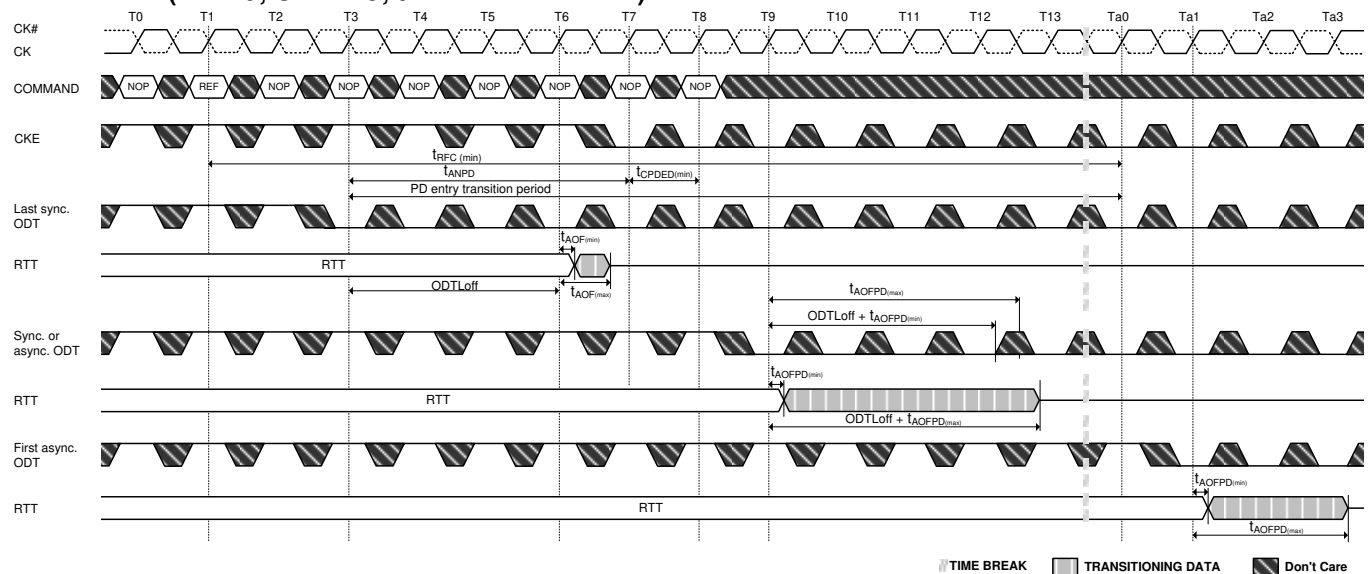 T0 T1 T2 T3 T4 T5 T6 T7 T8 T9 T10 T11 T12 T13 Ta0 Ta1 Ta2 Ta3
CK#
CK
COMMAND NOP REF NOP NOP NOP NOP NOP NOP NOP
CKE
tRFC (min)
tANPD tCPDED(min)
PD entry transition period
Last sync.
ODT
tAOF(min)
RTT RTT
ODTLoff tAOF(max)
tAOFPD(max)
ODTLoff + tAOFPD(min)
Sync. or
async. ODT
tAOFPD(min)
RTT RTT
ODTLoff + tAOFPD(max)
First async.
ODT
tAOFPD(min)
RTT RTT
tAOFPD(max)
TIME BREAK TRANSITIONING DATA Don't Care